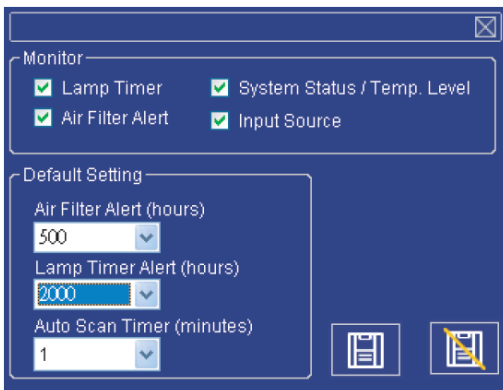 Monitor
Lamp Timer
System Status / Temp. Level
Air Filter Alert
Input Source
Default Setting
Air Filter Alert (hours)
500
Lamp Timer Alert (hours)
2000
Auto Scan Timer (minutes)
1